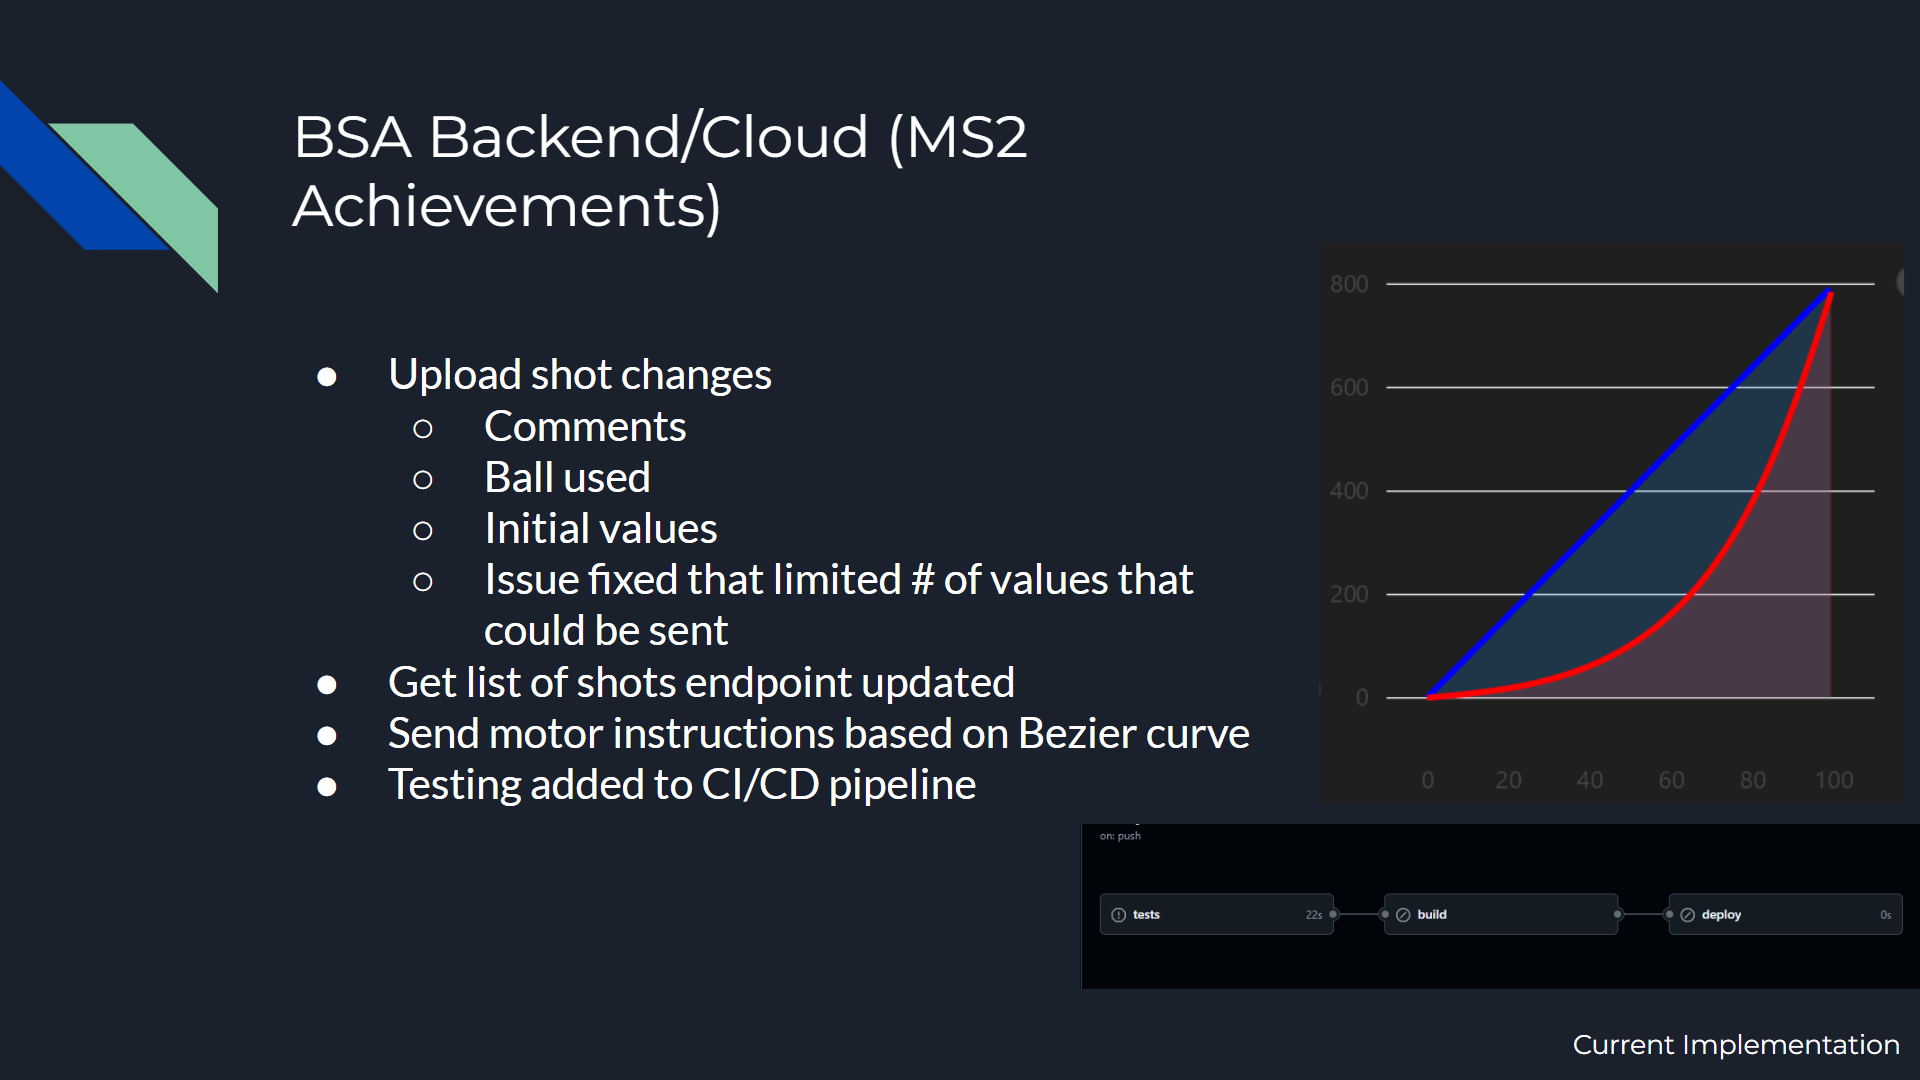 BSA Backend/Cloud (MS2
Achievements)
● Upload shot changes
○ Comments
○ Ball used
○ Initial values
○ Issue fixed that limited # of values that
could be sent
● Get list of shots endpoint updated
● Send motor instructions based on Bezier curve
● Testing added to CI/CD pipeline
800
600
400
200
0
0 20 40 60 80 100
on: push
tests 22s build deploy 0s
Current Implementation